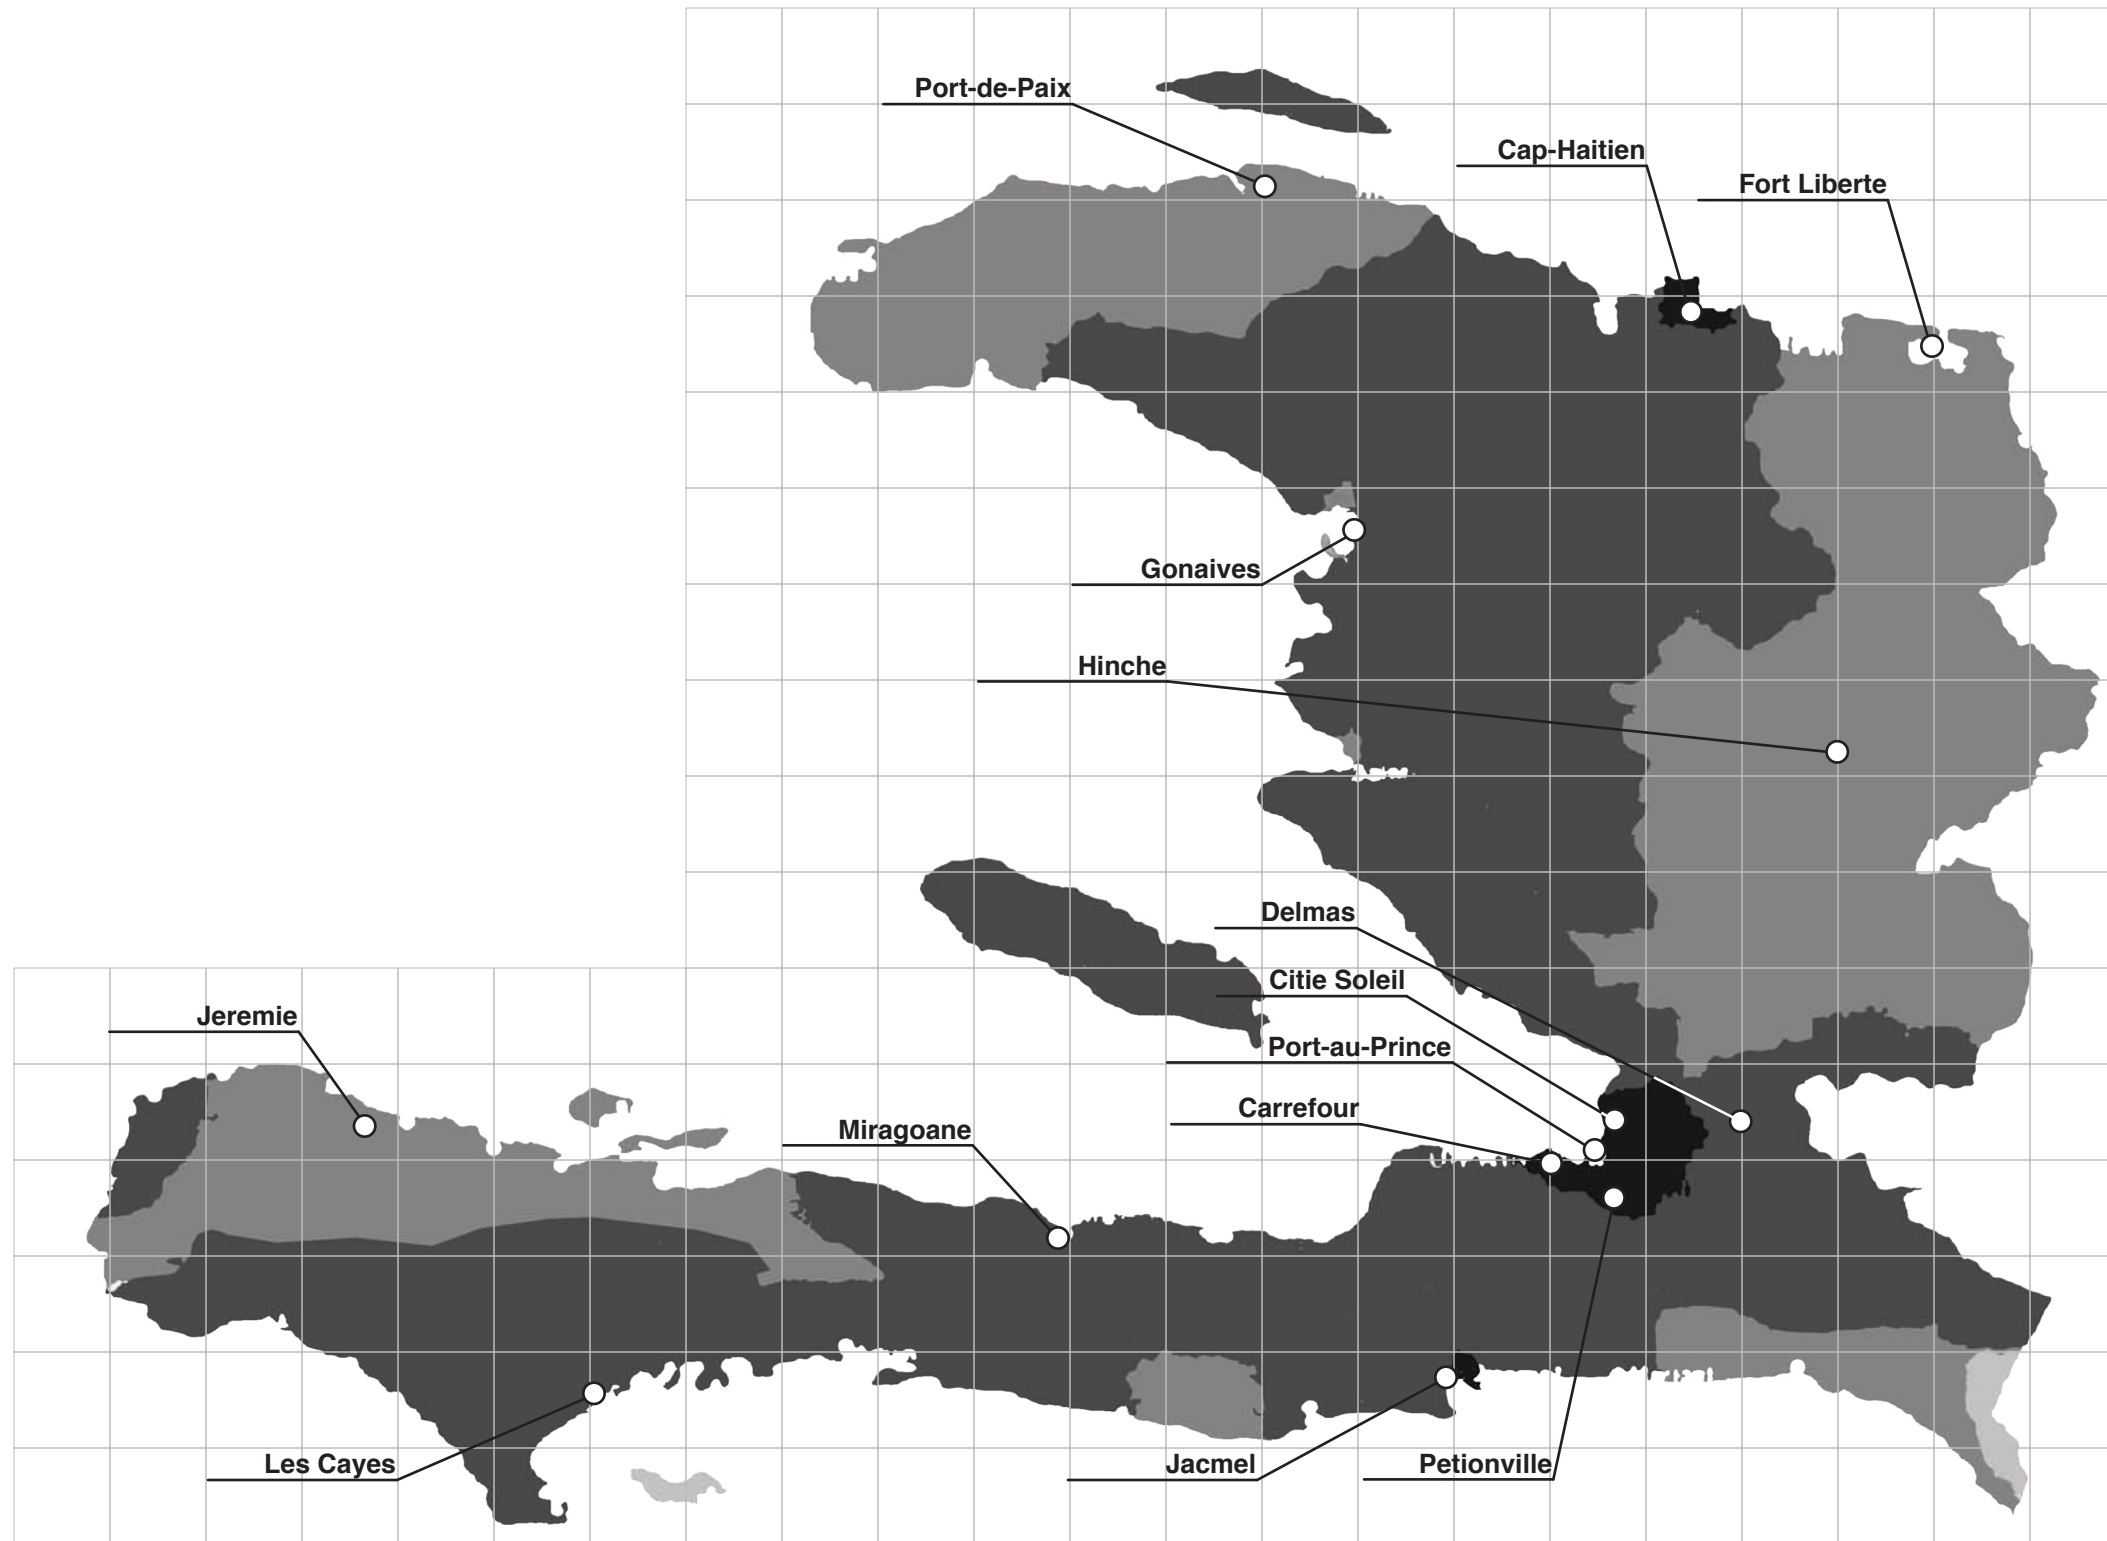 Port-de-Paix
Cap-Haitien
Fort Liberte
Gonaives
Hinche
Delmas
Citie Soleil
Jeremie
Port-au-Prince
Carrefour
Miragoane
Les Cayes
Jacmel
Petionville